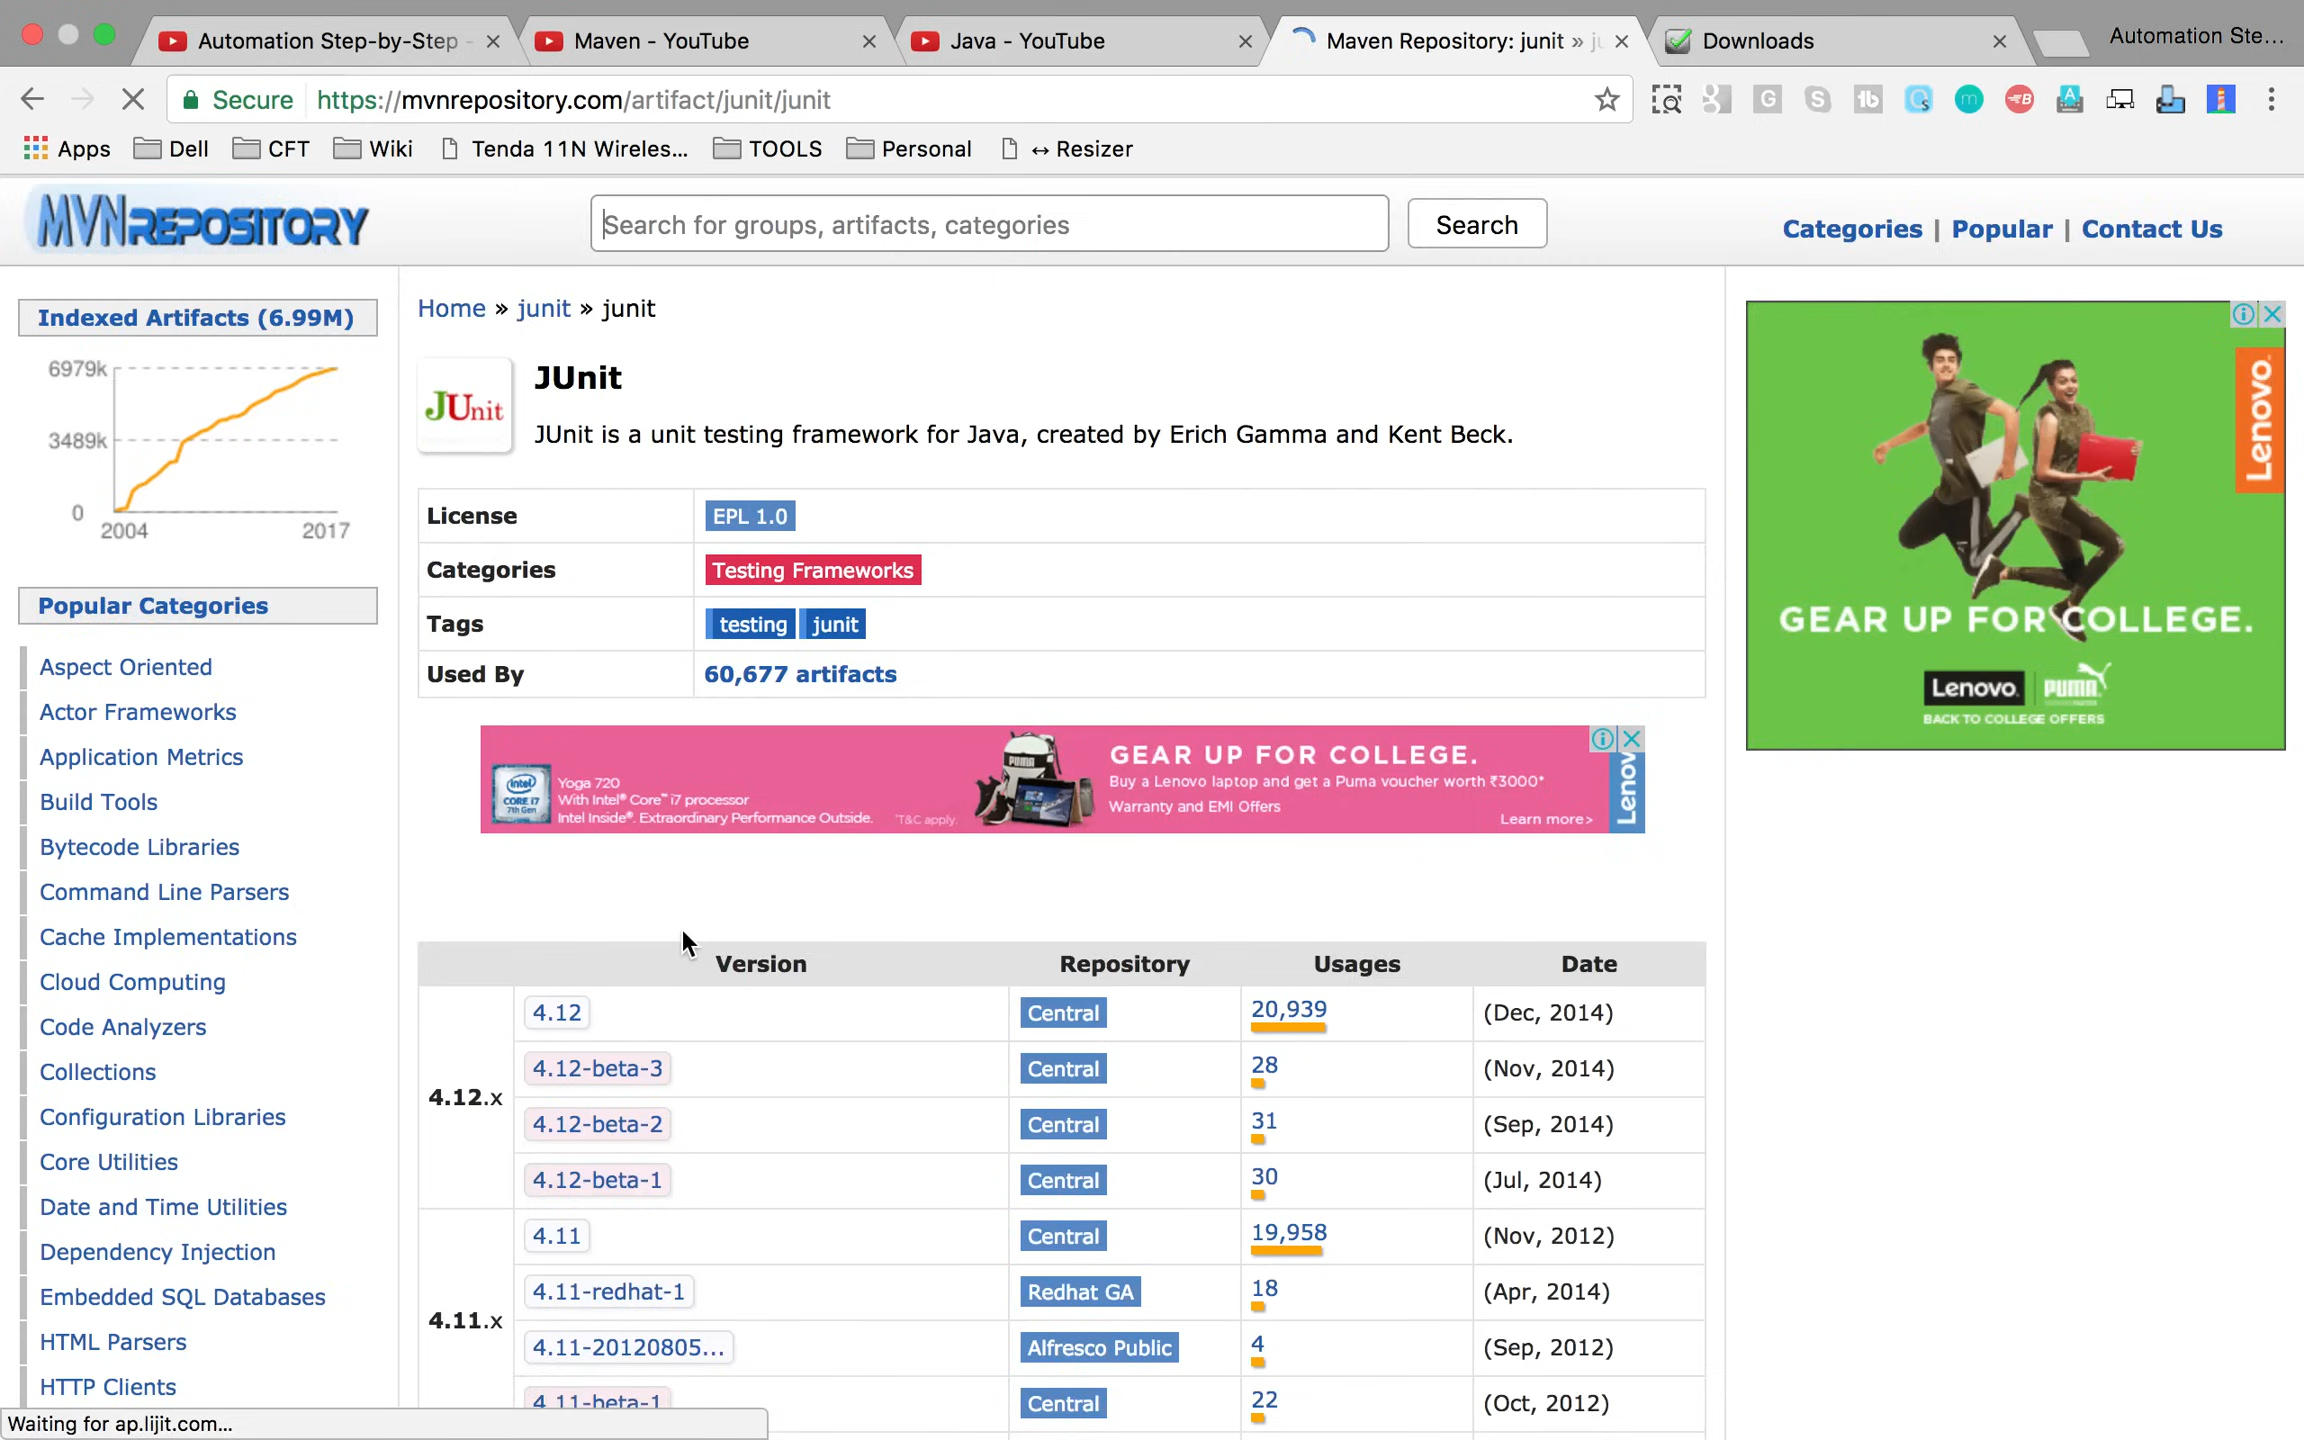 Automation Step-by-Step -
Maven - YouTube
Java - YouTube
Maven Repository: junit » ju
Downloads
Automation Ste...
Secure https://mvnrepository.com/artifact/junit/junit
Apps Dell CFT Wiki Tenda 11N Wireles... TOOLS Personal ↔ Resizer
MVNREPOSITORY
Search for groups, artifacts, categories
Search
Categories | Popular | Contact Us
Indexed Artifacts (6.99M)
6979k
3489k
0
2004 2017
Popular Categories
Aspect Oriented
Actor Frameworks
Application Metrics
Build Tools
Bytecode Libraries
Command Line Parsers
Cache Implementations
Cloud Computing
Code Analyzers
Collections
Configuration Libraries
Core Utilities
Date and Time Utilities
Dependency Injection
Embedded SQL Databases
HTML Parsers
HTTP Clients
Home » junit » junit
JUnit
JUnit
JUnit is a unit testing framework for Java, created by Erich Gamma and Kent Beck.
License EPL 1.0
Categories Testing Frameworks
Tags testing junit
Used By 60,677 artifacts
intel CORE i7 7th Gen
Yoga 720
With Intel® Core™ i7 processor
Intel Inside®. Extraordinary Performance Outside.
*T&C apply.
PUMA
GEAR UP FOR COLLEGE.
Buy a Lenovo laptop and get a Puma voucher worth ₹3000*
Warranty and EMI Offers
Learn more>
Lenovo
Version Repository Usages Date
4.12.x
4.12 Central 20,939 (Dec, 2014)
4.12-beta-3 Central 28 (Nov, 2014)
4.12-beta-2 Central 31 (Sep, 2014)
4.12-beta-1 Central 30 (Jul, 2014)
4.11.x
4.11 Central 19,958 (Nov, 2012)
4.11-redhat-1 Redhat GA 18 (Apr, 2014)
4.11-20120805... Alfresco Public 4 (Sep, 2012)
4.11-beta-1 Central 22 (Oct, 2012)
Lenovo
GEAR UP FOR COLLEGE.
Lenovo PUMA
BACK TO COLLEGE OFFERS
Waiting for ap.lijit.com...